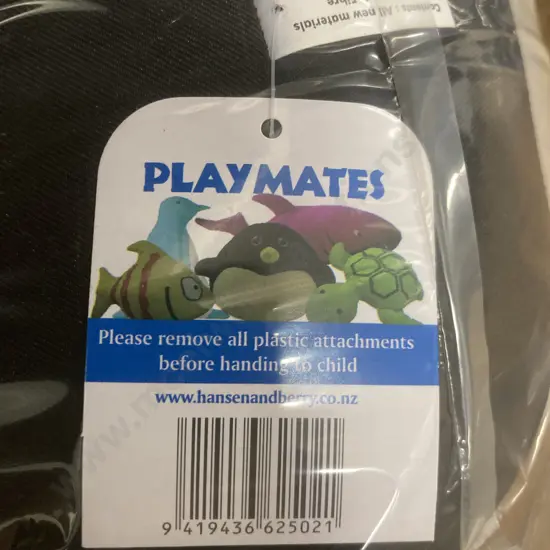 Contents : All new materials
Fibre
PLAYMATES
Please remove all plastic attachments
before handing to child
www.hansenandberry.co.nz
9 419436 625021